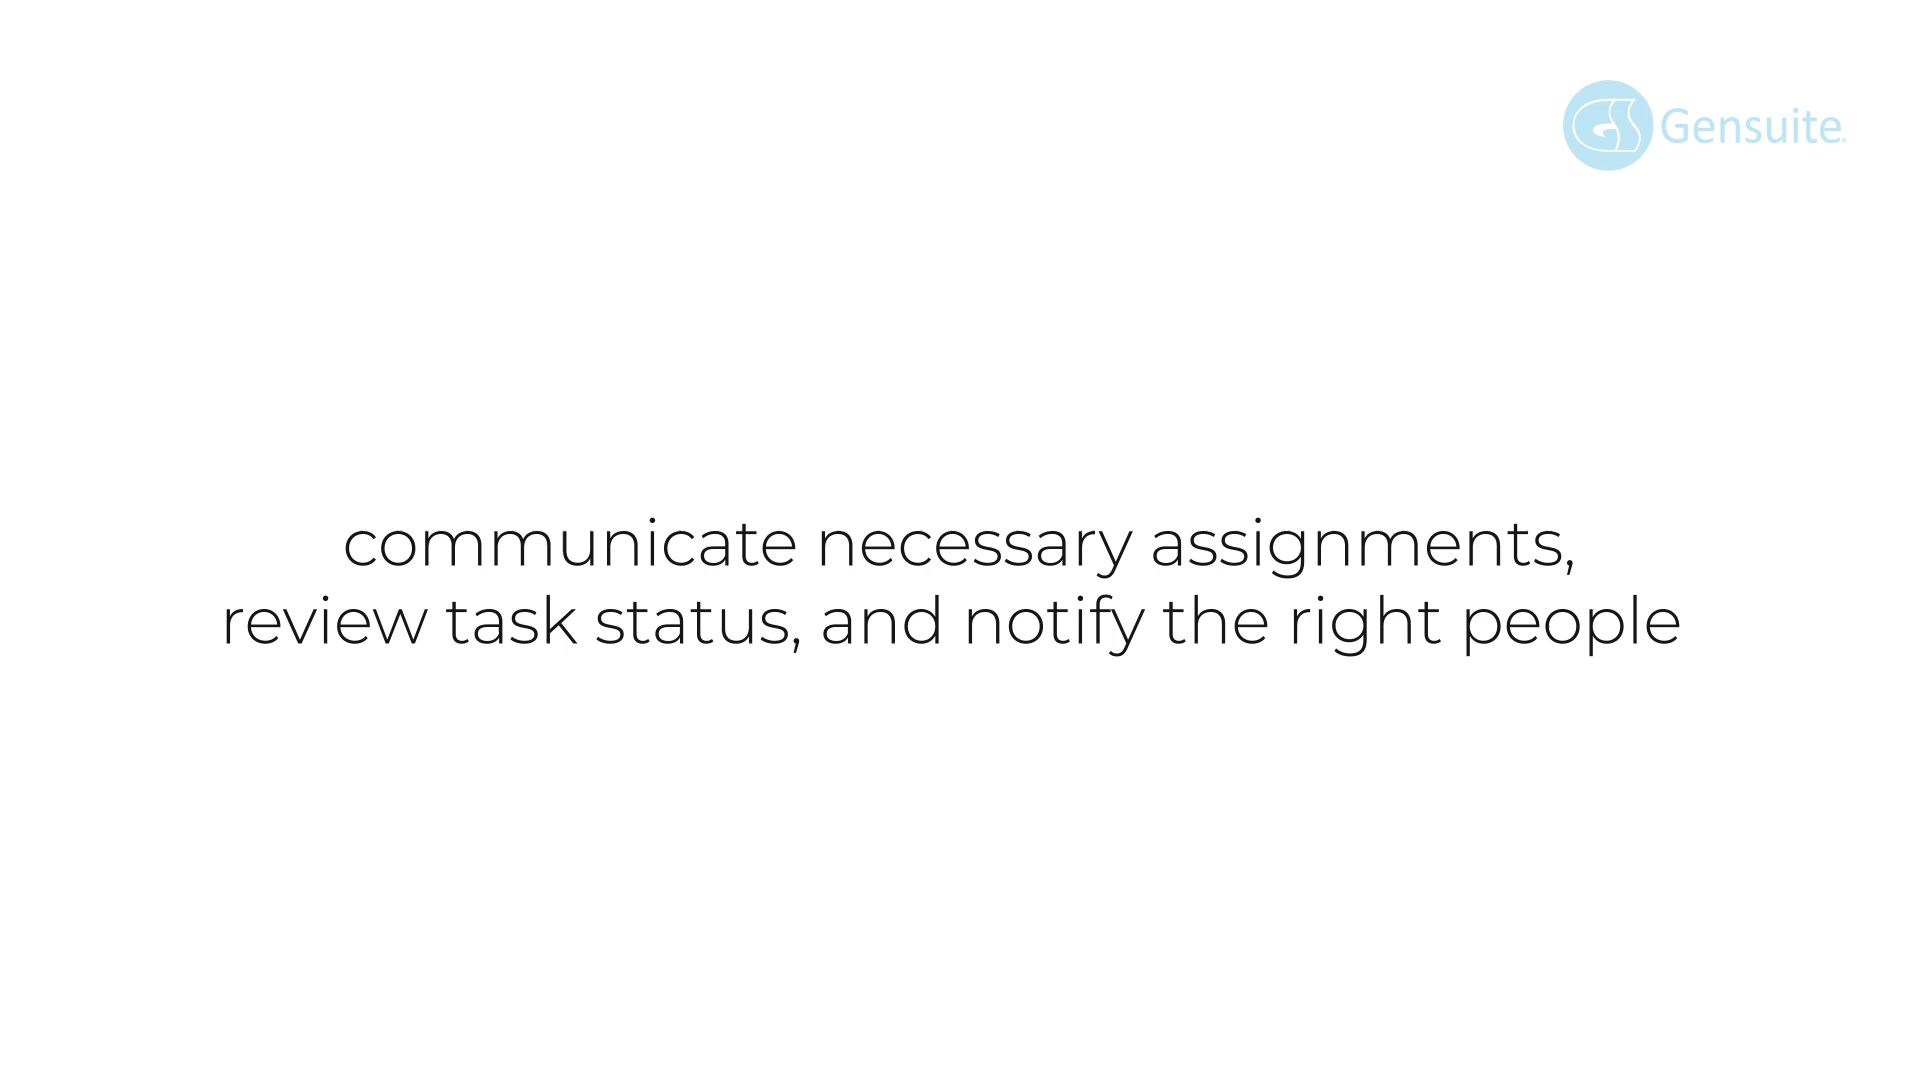 Gensuite
communicate necessary assignments,
review task status, and notify the right people